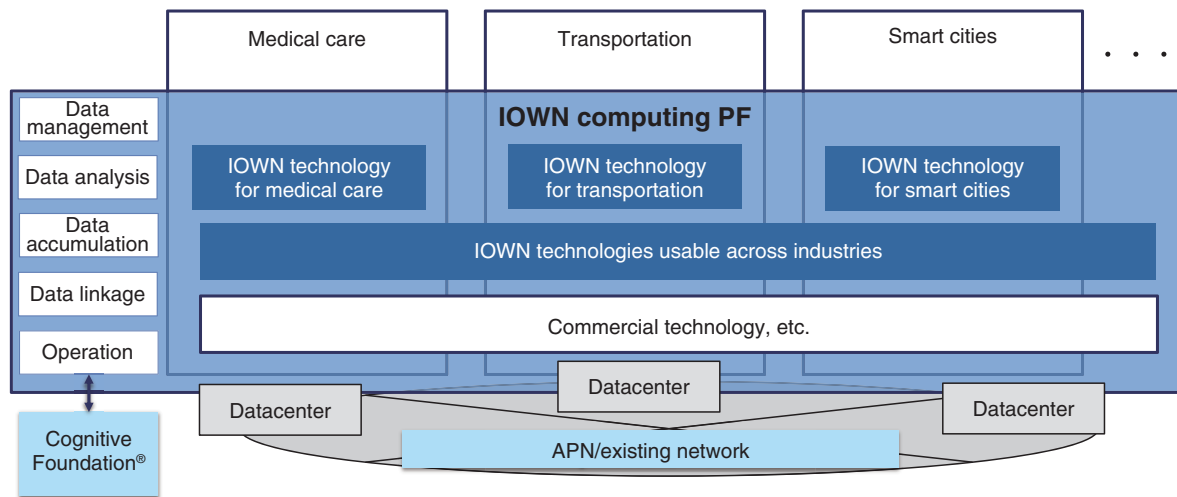 Medical care
Transportation
Smart cities
. . .
IOWN computing PF
Data
management
Data analysis
Data
accumulation
Data linkage
Operation
IOWN technology
for medical care
IOWN technology
for transportation
IOWN technology
for smart cities
IOWN technologies usable across industries
Commercial technology, etc.
Datacenter
Datacenter
Datacenter
APN/existing network
Cognitive
Foundation®